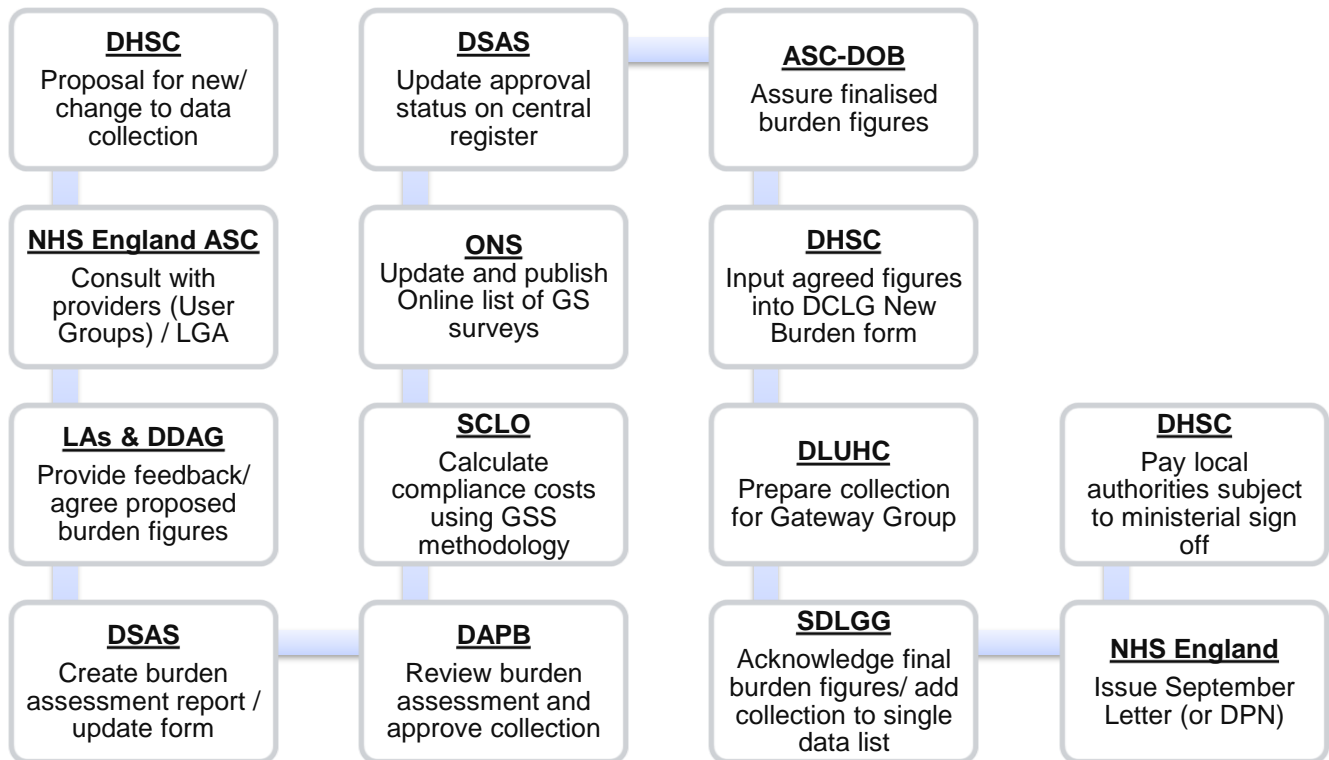 DHSC
Proposal for new/
change to data
collection
NHS England ASC
Consult with
providers (User
Groups) / LGA
LAs & DDAG
Provide feedback/
agree proposed
burden figures
DSAS
Create burden
assessment report /
update form
DAPB
Review burden
assessment and
approve collection
SCLO
Calculate
compliance costs
using GSS
methodology
ONS
Update and publish
Online list of GS
surveys
DSAS
Update approval
status on central
register
ASC-DOB
Assure finalised
burden figures
DHSC
Input agreed figures
into DCLG New
Burden form
DLUHC
Prepare collection
for Gateway Group
SDLGG
Acknowledge final
burden figures/ add
collection to single
data list
NHS England
Issue September
Letter (or DPN)
DHSC
Pay local
authorities subject
to ministerial sign
off